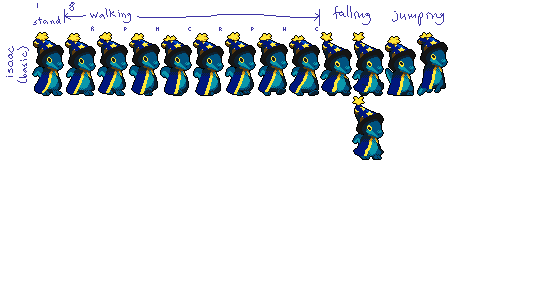 1
8
stand
walking
falling
jumping
R P H C R P H C
isaac
(basic)